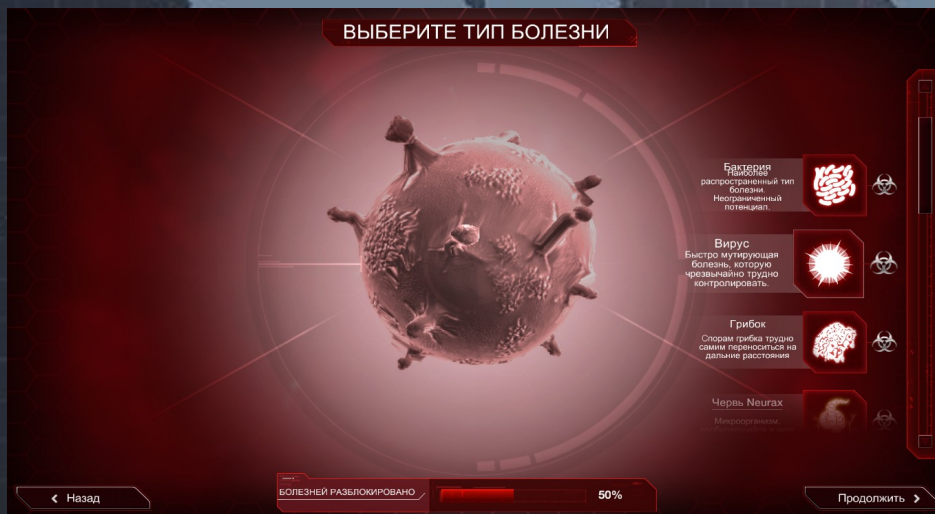 ВЫБЕРИТЕ ТИП БОЛЕЗНИ
Бактерия
Наиболее
распространенный тип
болезни.
Неограниченный
потенциал.
Вирус
Быстро мутирующая
болезнь, которую
чрезвычайно трудно
контролировать.
Грибок
Спорам грибка трудно
самим переноситься на
дальние расстояния
Червь Neurax
Микроорганизм,
Назад
БОЛЕЗНЕЙ РАЗБЛОКИРОВАНО
50%
Продолжить